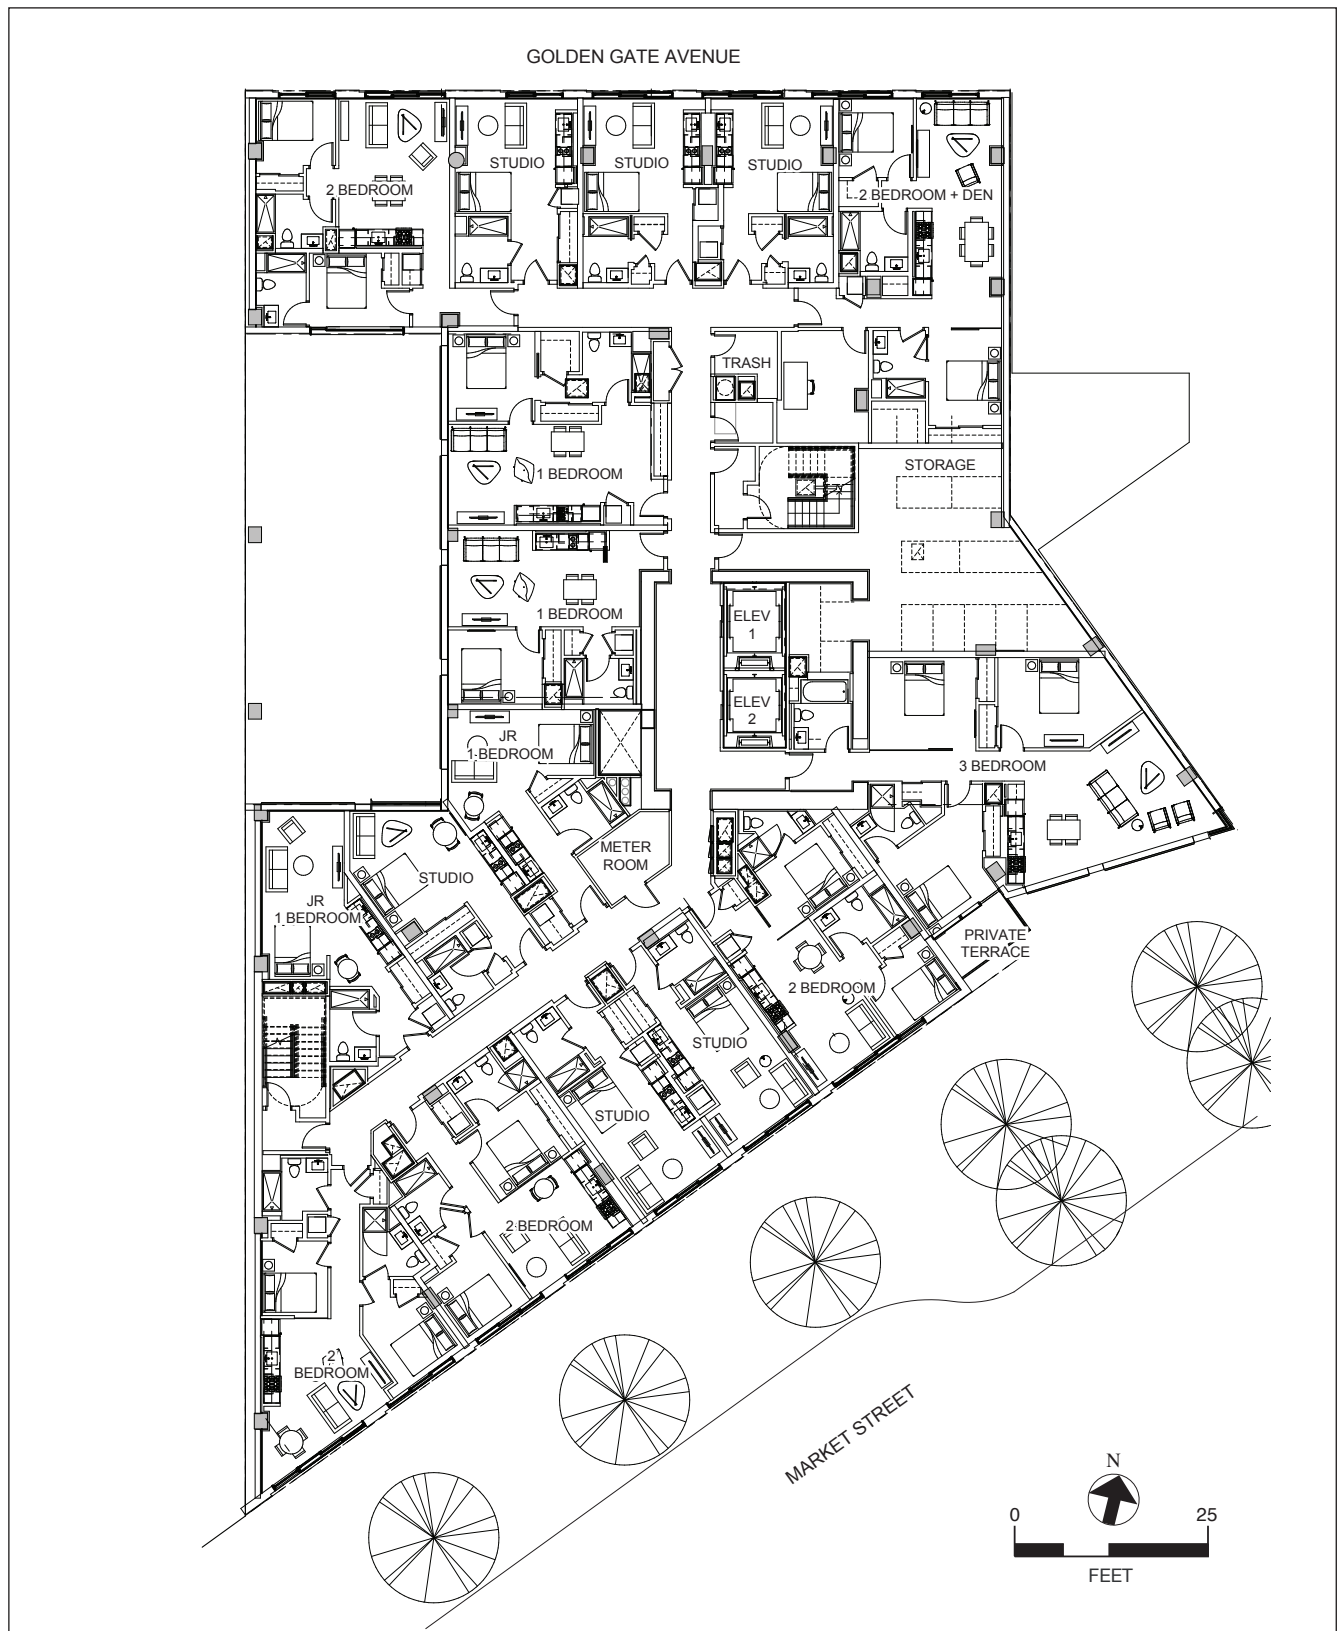 GOLDEN GATE AVENUE
STUDIO
STUDIO
STUDIO
2 BEDROOM
2 BEDROOM + DEN
TRASH
STORAGE
1 BEDROOM
1 BEDROOM
ELEV
1
ELEV
2
JR
1 BEDROOM
3 BEDROOM
METER
ROOM
STUDIO
JR
1 BEDROOM
PRIVATE
TERRACE
2 BEDROOM
STUDIO
STUDIO
2 BEDROOM
2
BEDROOM
MARKET STREET
N
0 25
FEET